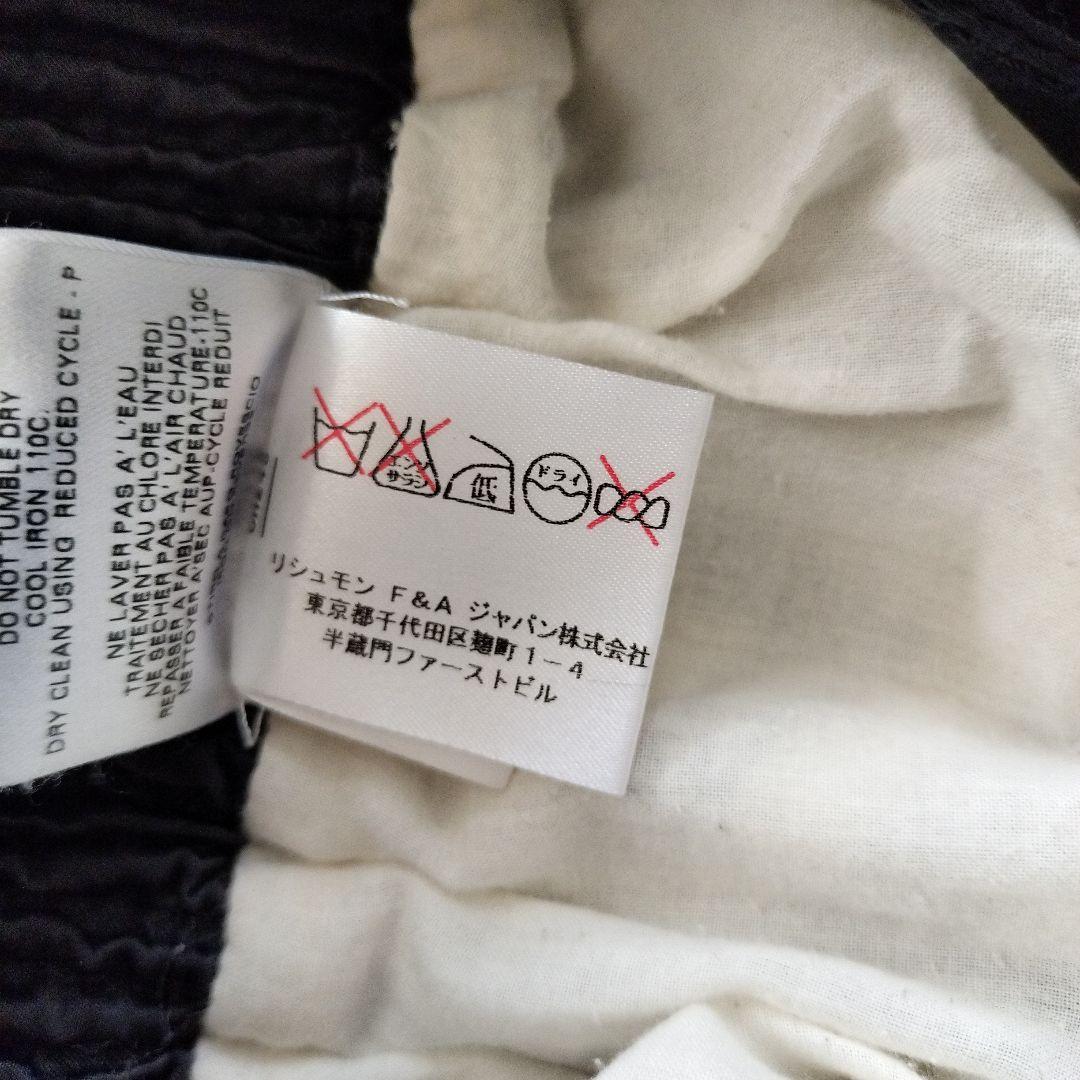 DO NOT TUMBLE DRY
COOL IRON 110C.
DRY CLEAN USING REDUCED CYCLE . P
NE LAVER PAS A' L'EAU
TRAITEMENT AU CHLORE INTERDI
NE SECHER PAS A L'AIR CHAUD
REPASSER A FAIBLE TEMPERATURE-110C
NETTOYER A'SEC AUP-CYCLE REDUIT
エンソ
サラシ
低
ドライ
リシュモン F&A ジャパン株式会社
東京都千代田区麹町1-4
半蔵門ファーストビル